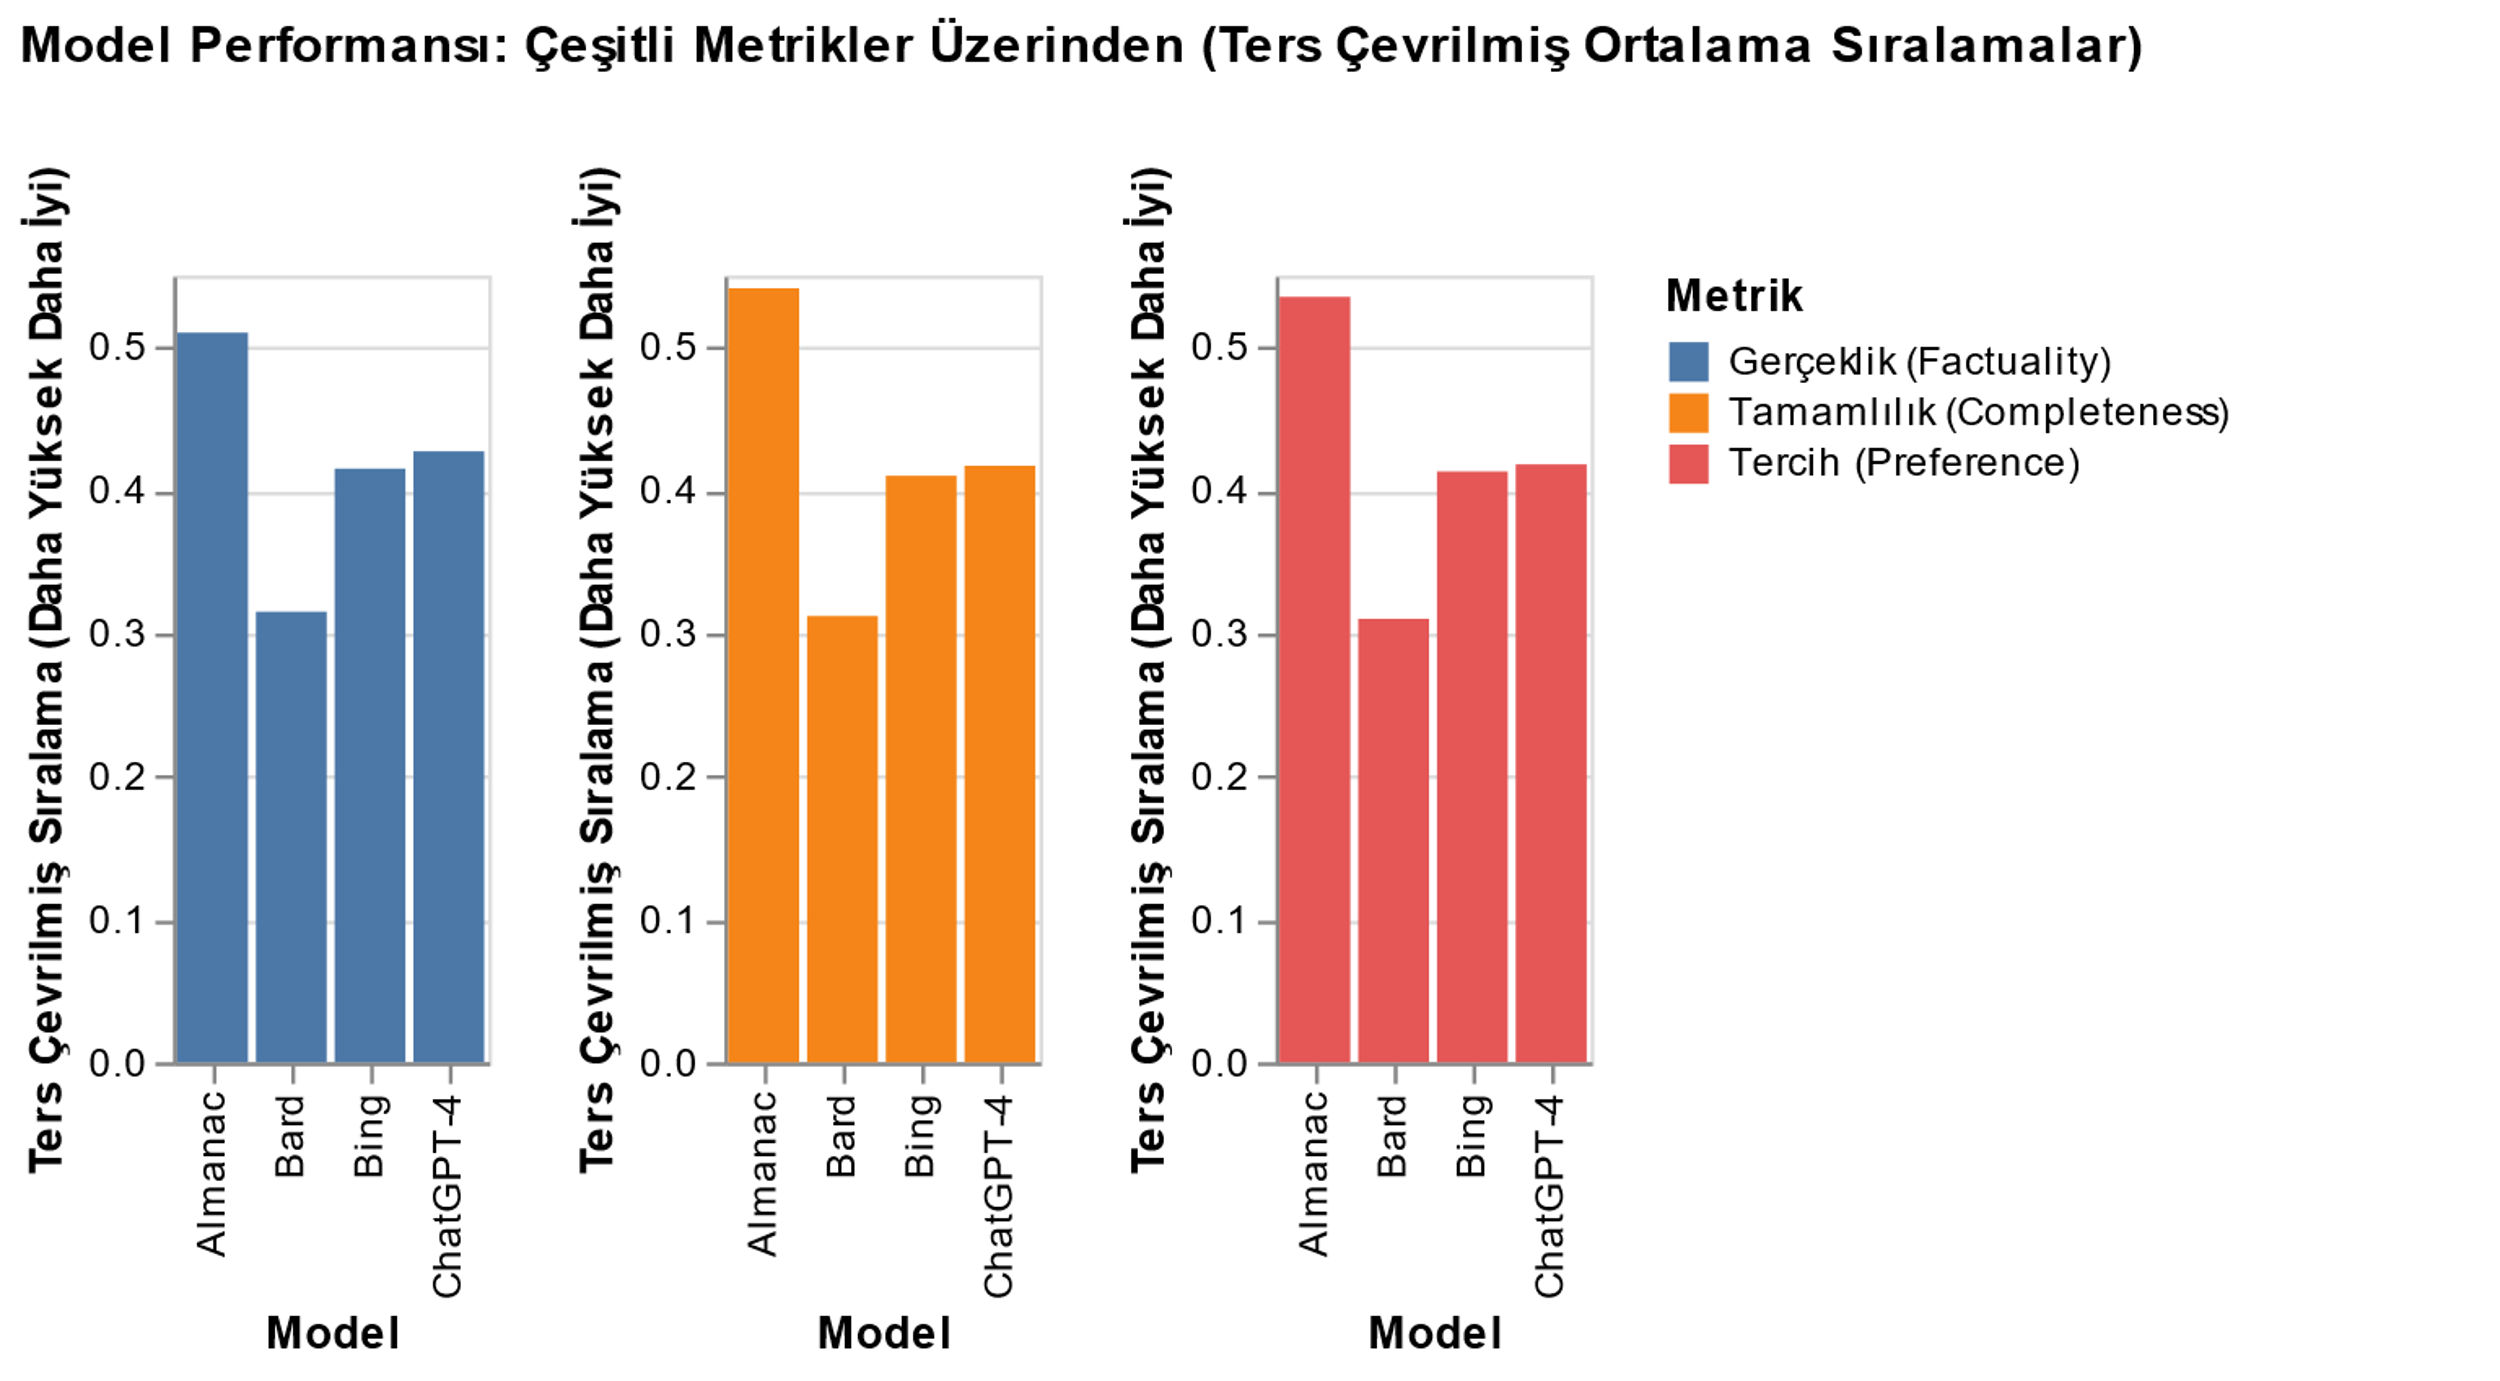 Model Performansı: Çeşitli Metrikler Üzerinden (Ters Çevrilmiş Ortalama Sıralamalar)
Ters Çevrilmiş Sıralama (Daha Yüksek Daha İyi)
0.5
0.4
0.3
0.2
0.1
0.0
Almanac
Bard
Bing
ChatGPT-4
Model
Ters Çevrilmiş Sıralama (Daha Yüksek Daha İyi)
0.5
0.4
0.3
0.2
0.1
0.0
Almanac
Bard
Bing
ChatGPT-4
Model
Ters Çevrilmiş Sıralama (Daha Yüksek Daha İyi)
0.5
0.4
0.3
0.2
0.1
0.0
Almanac
Bard
Bing
ChatGPT-4
Model
Metrik
Gerçeklik (Factuality)
Tamamlılık (Completeness)
Tercih (Preference)